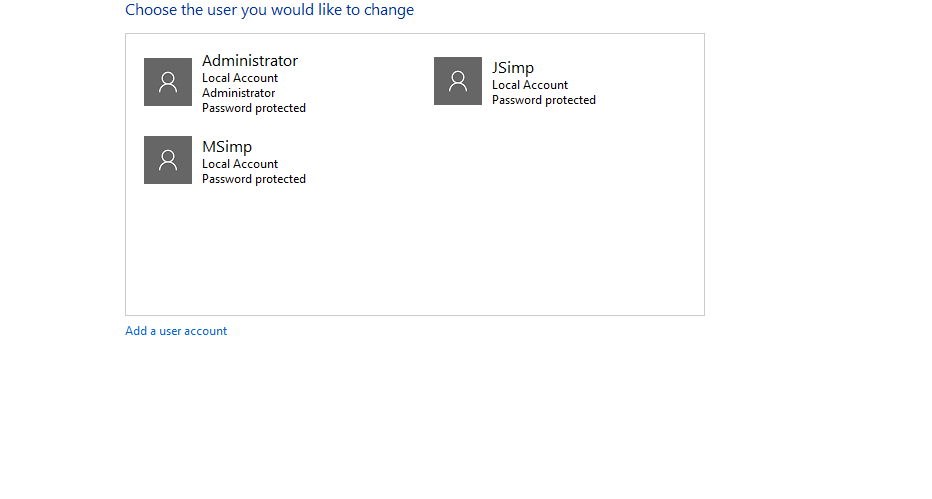 Choose the user you would like to change
Administrator
Local Account
Administrator
Password protected
JSimp
Local Account
Password protected
MSimp
Local Account
Password protected
Add a user account